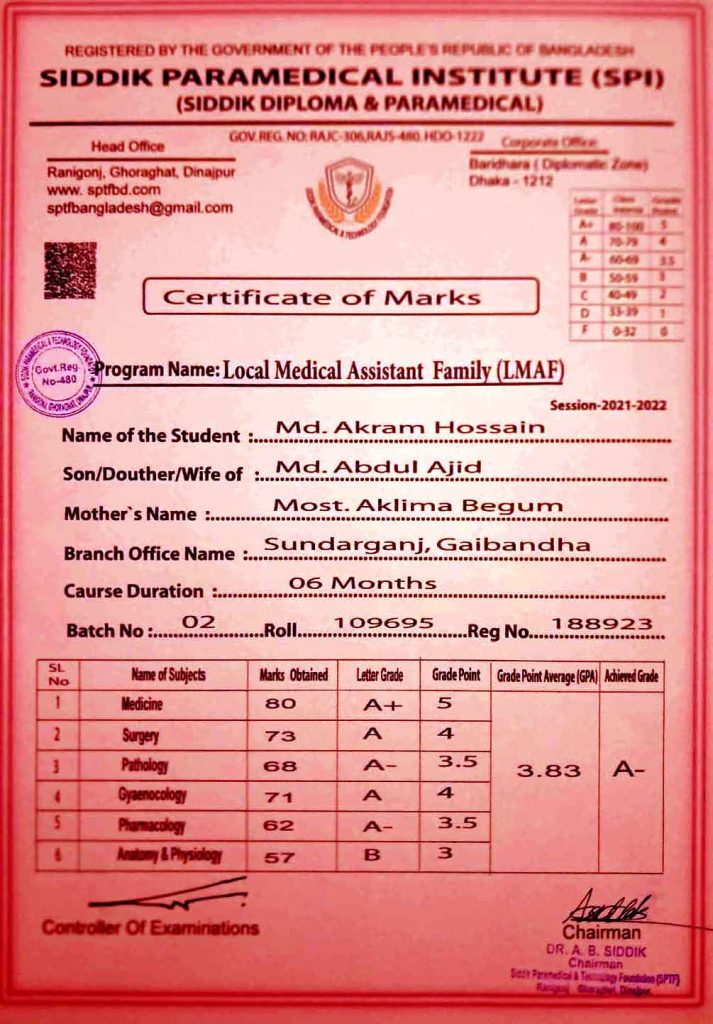 REGISTERED BY THE GOVERNMENT OF THE PEOPLE'S REPUBLIC OF BANGLADESH
SIDDIK PARAMEDICAL INSTITUTE (SPI)
(SIDDIK DIPLOMA & PARAMEDICAL)
GOV. REG. NO: RAJC-306,RAJS-480. HDO-1222
Head Office
Ranigonj, Ghoraghat, Dinajpur
www. sptfbd.com
sptfbangladesh@gmail.com
Corporate Office:
Baridhara ( Diplomatic Zone)
Dhaka - 1212
Letter Grade Class Interval Grade Points
A+ 80-100 5
A 70-79 4
A- 60-69 3.5
B 50-59 3
C 40-49 2
D 33-39 1
F 0-32 0
Certificate of Marks
Govt.Reg.
No-480
Program Name: Local Medical Assistant Family (LMAF)
Session-2021-2022
Name of the Student :....Md. Akram Hossain
Son/Douther/Wife of :....Md. Abdul Ajid
Mother`s Name :....Most. Aklima Begum
Branch Office Name :....Sundarganj, Gaibandha
Caurse Duration :....06 Months
Batch No :....02....Roll....109695....Reg No....188923
SL No Name of Subjects Marks Obtained Letter Grade Grade Point Grade Point Average (GPA) Achieved Grade
1 Medicine 80 A+ 5
2 Surgery 73 A 4
3 Pathology 68 A- 3.5
3.83 A-
4 Gyaenocology 71 A 4
5 Pharmacology 62 A- 3.5
6 Anatomy & Physiology 57 B 3
Controller Of Examinations
Chairman
DR. A. B. SIDDIK
Chairman
Siddik Paramedical & Technology Foundation (SPTF)
Ranigonj, Ghoraghat, Dinajpur.